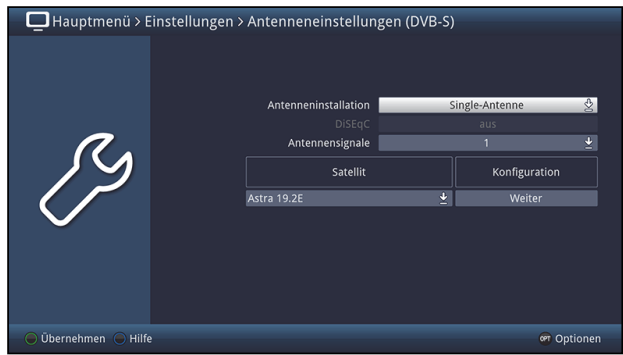 Hauptmenü > Einstellungen > Antenneneinstellungen (DVB-S)
Antenneninstallation Single-Antenne
DiSEqC aus
Antennensignale 1
Satellit Konfiguration
Astra 19.2E Weiter
Übernehmen Hilfe OPT Optionen